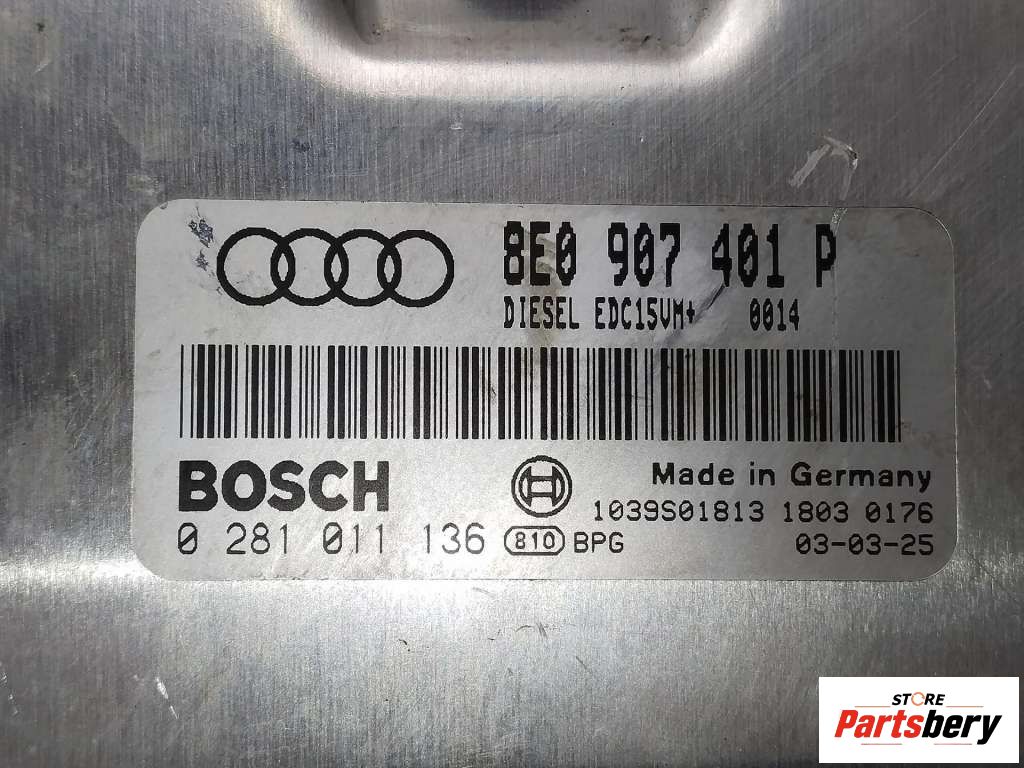 8E0 907 401 P
DIESEL EDC15VM+ 0014
BOSCH
Made in Germany
1039S01813 1803 0176
0 281 011 136 810 BPG 03-03-25
STORE
Partsbery